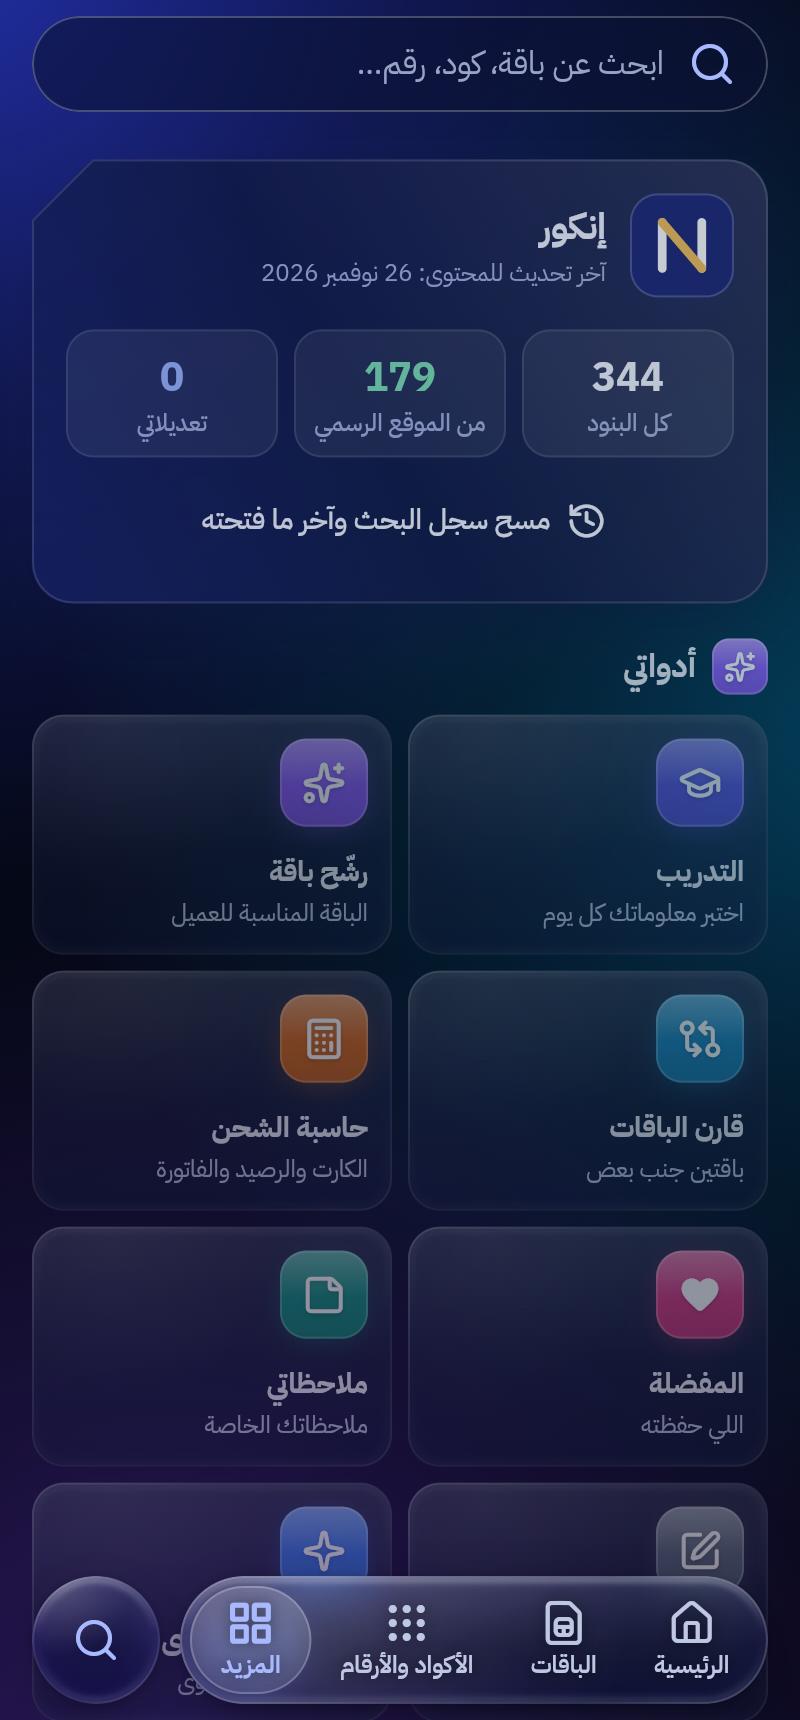 ابحث عن باقة، كود، رقم...
إنكور
آخر تحديث للمحتوى: 26 نوفمبر 2026
344
كل البنود
179
من الموقع الرسمي
0
تعديلاتي
مسح سجل البحث وآخر ما فتحته
أدواتي
التدريب
اختبر معلوماتك كل يوم
رشّح باقة
الباقة المناسبة للعميل
قارن الباقات
باقتين جنب بعض
حاسبة الشحن
الكارت والرصيد والفاتورة
المفضلة
اللي حفظته
ملاحظاتي
ملاحظاتك الخاصة
الرئيسية
الباقات
الأكواد والأرقام
المزيد